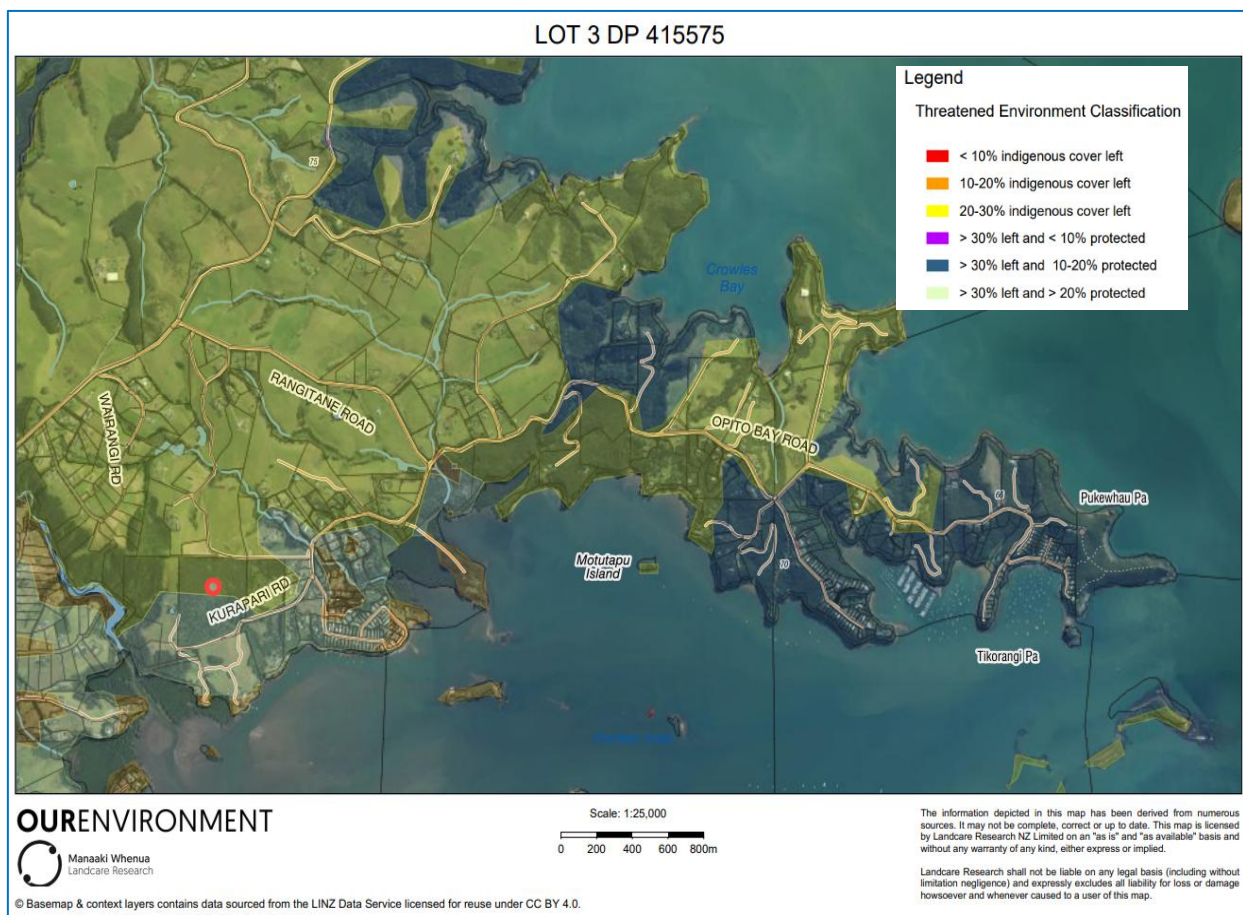 LOT 3 DP 415575
Legend
Threatened Environment Classification
< 10% indigenous cover left
10-20% indigenous cover left
20-30% indigenous cover left
> 30% left and < 10% protected
> 30% left and 10-20% protected
> 30% left and > 20% protected
75
Crowles
Bay
WAIRANGI RD
RANGITANE ROAD
OPITO BAY ROAD
68
Pukewhau Pa
Motutapu
Island
70
KURAPARI RD
Tikorangi Pa
OURENVIRONMENT
Manaaki Whenua
Landcare Research
Scale: 1:25,000
0 200 400 600 800m
The information depicted in this map has been derived from numerous
sources. It may not be complete, correct or up to date. This map is licensed
by Landcare Research NZ Limited on an "as is" and "as available" basis and
without any warranty of any kind, either express or implied.
Landcare Research shall not be liable on any legal basis (including without
limitation negligence) and expressly excludes all liability for loss or damage
howsoever and whenever caused to a user of this map.
© Basemap & context layers contains data sourced from the LINZ Data Service licensed for reuse under CC BY 4.0.